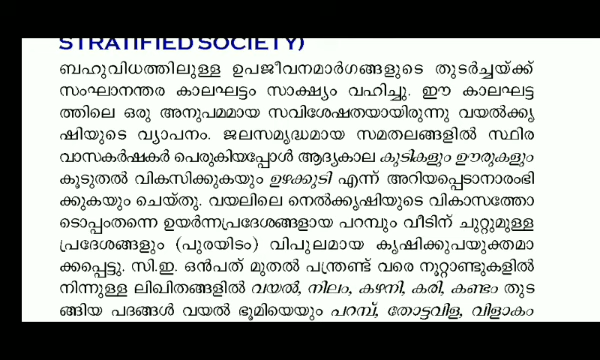 STRATIFIED SOCIETY)
ബഹുവിധത്തിലുള്ള ഉപജീവനമാർഗങ്ങളുടെ തുടർച്ചയ്ക്ക്
സംഘാനന്തര കാലഘട്ടം സാക്ഷ്യം വഹിച്ചു. ഈ കാലഘട്ട
ത്തിലെ ഒരു അനുപമമായ സവിശേഷതയായിരുന്നു വയൽക്കൃ
ഷിയുടെ വ്യാപനം. ജലസമൃദ്ധമായ സമതലങ്ങളിൽ സ്ഥിര
വാസകർഷകർ പെരുകിയപ്പോൾ ആദ്യകാല കുടികളും ഊരുകളും
കൂടുതൽ വികസിക്കുകയും ഉഴക്കുടി എന്ന് അറിയപ്പെടാനാരംഭി
ക്കുകയും ചെയ്തു. വയലിലെ നെൽക്കൃഷിയുടെ വികാസത്തോ
ടൊപ്പംതന്നെ ഉയർന്നപ്രദേശങ്ങളായ പറമ്പും വീടിന് ചുറ്റുമുള്ള
പ്രദേശങ്ങളും (പുരയിടം) വിപുലമായ കൃഷിക്കുപയുക്തമാ
ക്കപ്പെട്ടു. സി.ഇ. ഒൻപത് മുതൽ പന്ത്രണ്ട് വരെ നൂറ്റാണ്ടുകളിൽ
നിന്നുള്ള ലിഖിതങ്ങളിൽ വയൽ, നിലം, കഴനി, കരി, കണ്ടം തുട
ങ്ങിയ പദങ്ങൾ വയൽ ഭൂമിയെയും പറമ്പ്, തോട്ടവിള, വിളാകം